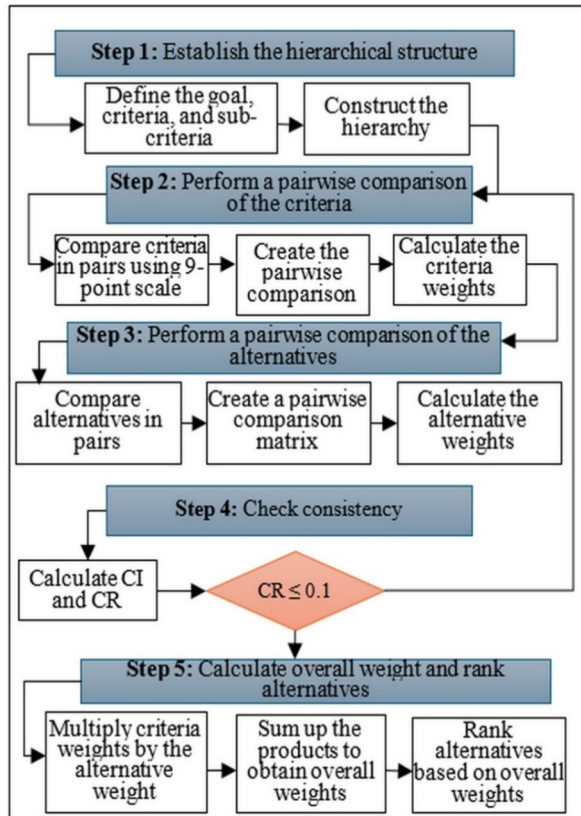 Step 1: Establish the hierarchical structure
Define the goal,
criteria, and sub-
criteria
Construct the
hierarchy
Step 2: Perform a pairwise comparison
of the criteria
Compare criteria
in pairs using 9-
point scale
Create the
pairwise
comparison
Calculate the
criteria
weights
Step 3: Perform a pairwise comparison of the
alternatives
Compare
alternatives in
pairs
Create a pairwise
comparison
matrix
Calculate the
alternative
weights
Step 4: Check consistency
Calculate CI
and CR
CR ≤ 0.1
Step 5: Calculate overall weight and rank
alternatives
Multiply criteria
weights by the
alternative
weight
Sum up the
products to
obtain overall
weights
Rank
alternatives
based on overall
weights